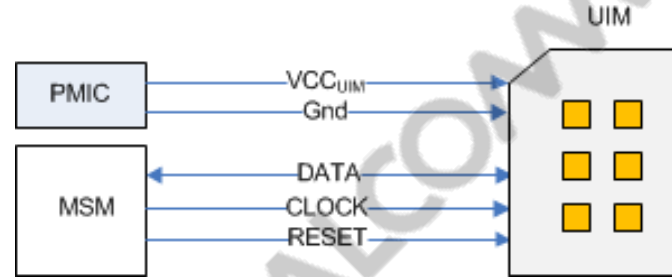 UIM
PMIC
VCCUIM
Gnd
MSM
DATA
CLOCK
RESET